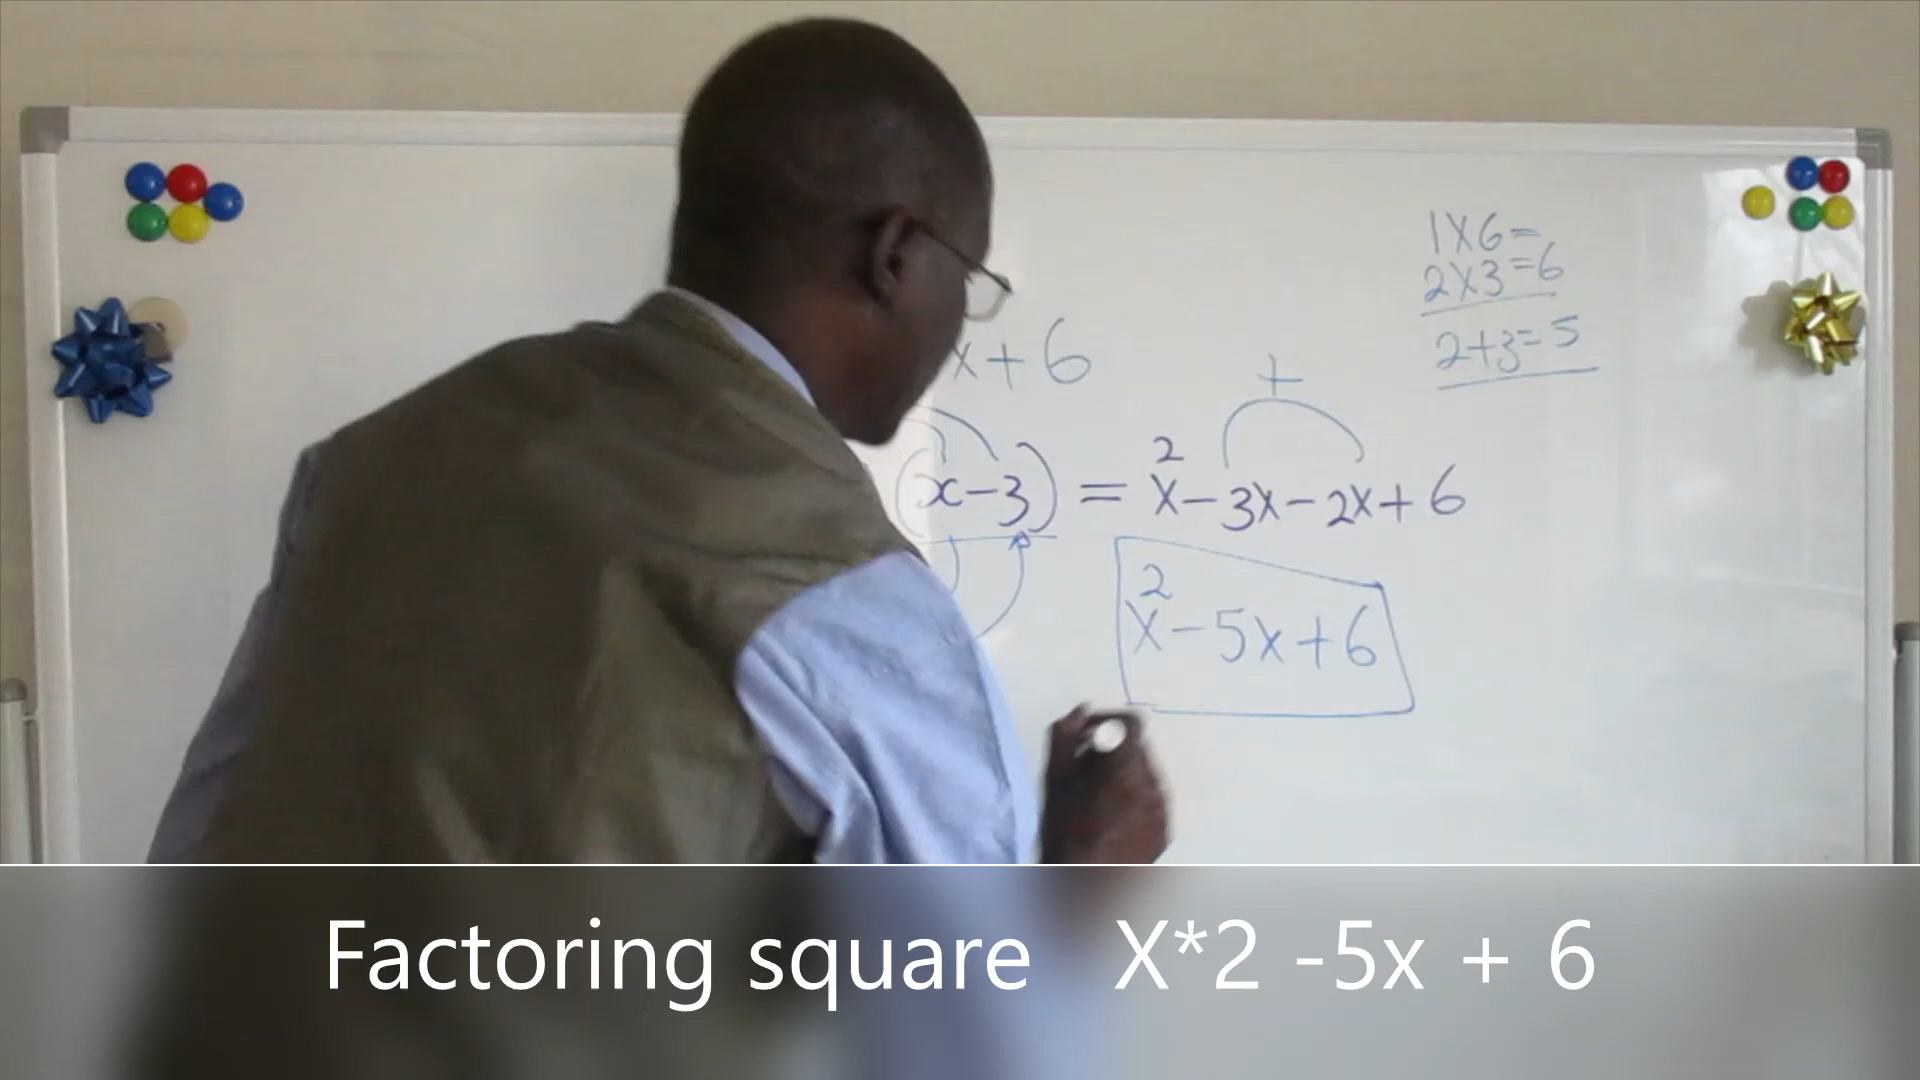 1X6=
2X3=6
2+3=5
x+6
+
(x-3) = x²-3x-2x+6
x²-5x+6
Factoring square X*2 -5x + 6